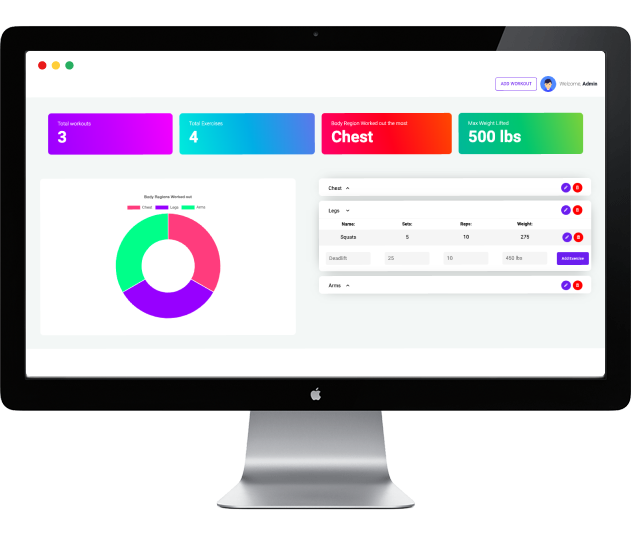 ADD WORKOUT
Welcome, Admin
Total workouts
3
Total Exercises
4
Body Region Worked out the most
Chest
Max Weight Lifted
500 lbs
Body Regions Worked out
Chest Legs Arms
Chest
Legs
Name: Sets: Reps: Weight:
Squats 5 10 275
Deadlift 25 10 450 lbs Add Exercise
Arms